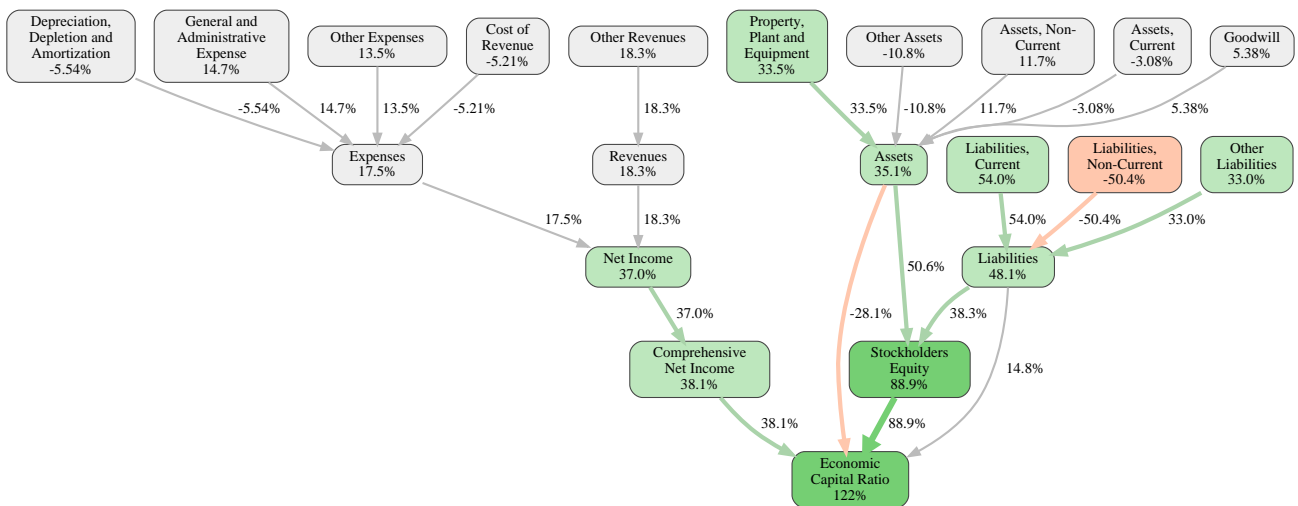 Depreciation,
Depletion and
Amortization
-5.54%
General and
Administrative
Expense
14.7%
Other Expenses
13.5%
Cost of
Revenue
-5.21%
Other Revenues
18.3%
Property,
Plant and
Equipment
33.5%
Other Assets
-10.8%
Assets, Non-
Current
11.7%
Assets,
Current
-3.08%
Goodwill
5.38%
-5.54%
14.7%
13.5%
-5.21%
18.3%
33.5%
-10.8%
11.7%
-3.08%
5.38%
Expenses
17.5%
Revenues
18.3%
Assets
35.1%
Liabilities,
Current
54.0%
Liabilities,
Non-Current
-50.4%
Other
Liabilities
33.0%
17.5%
18.3%
54.0%
-50.4%
33.0%
Net Income
37.0%
50.6%
Liabilities
48.1%
37.0%
-28.1%
38.3%
Comprehensive
Net Income
38.1%
Stockholders
Equity
88.9%
14.8%
38.1%
88.9%
Economic
Capital Ratio
122%